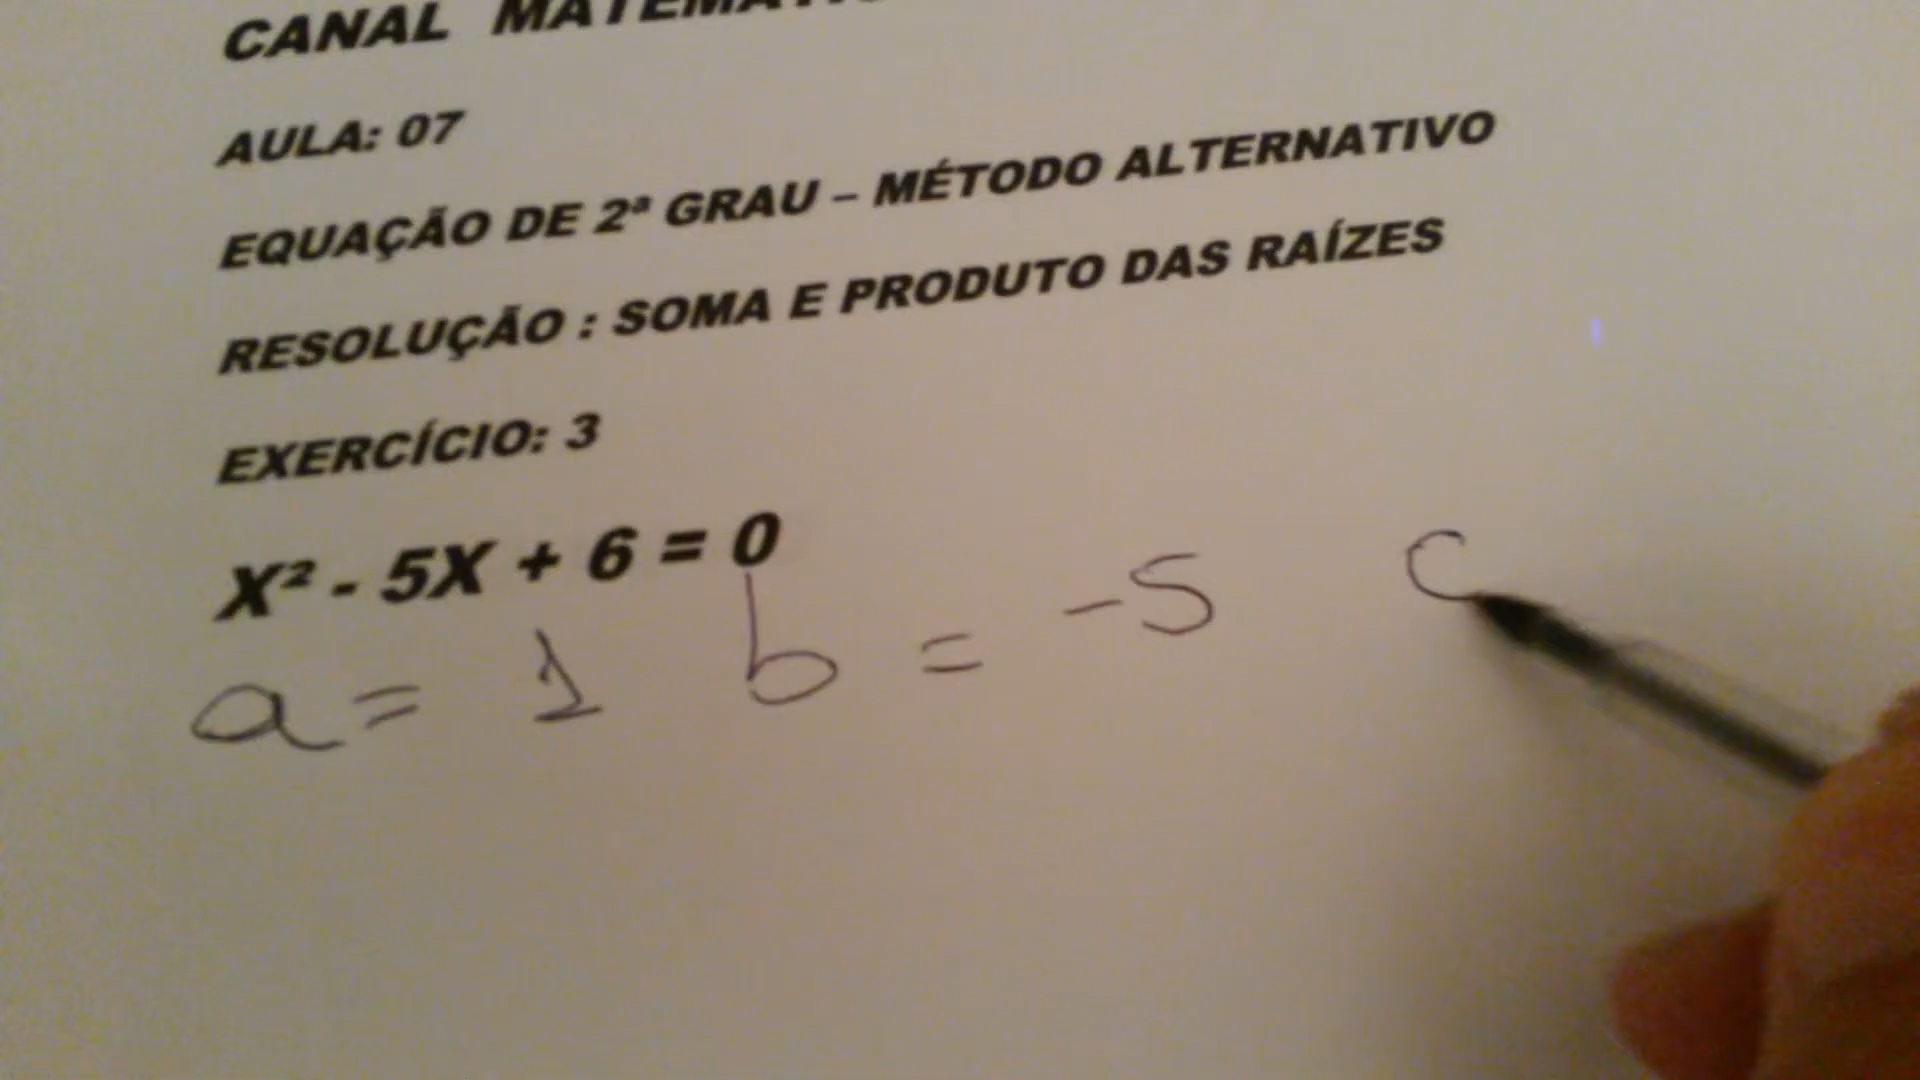 CANAL
AULA: 07
EQUAÇÃO DE 2ª GRAU – MÉTODO ALTERNATIVO
RESOLUÇÃO : SOMA E PRODUTO DAS RAÍZES
EXERCÍCIO: 3
X² - 5X + 6 = 0
a = 1 b = -5 c